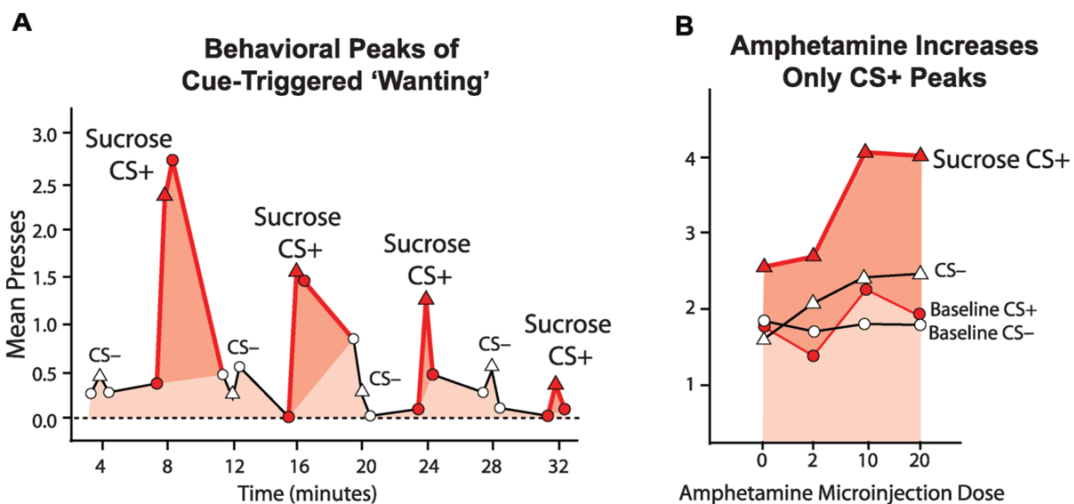 A
Behavioral Peaks of
Cue-Triggered ‘Wanting’
3.0
2.5
2.0
1.5
1.0
0.5
0.0
Mean Presses
Sucrose
CS+
Sucrose
CS+
Sucrose
CS+
Sucrose
CS+
CS–
CS–
CS–
CS–
4
8
12
16
20
24
28
32
Time (minutes)
B
Amphetamine Increases
Only CS+ Peaks
4
3
2
1
Sucrose CS+
CS–
Baseline CS+
Baseline CS–
0
2
10
20
Amphetamine Microinjection Dose